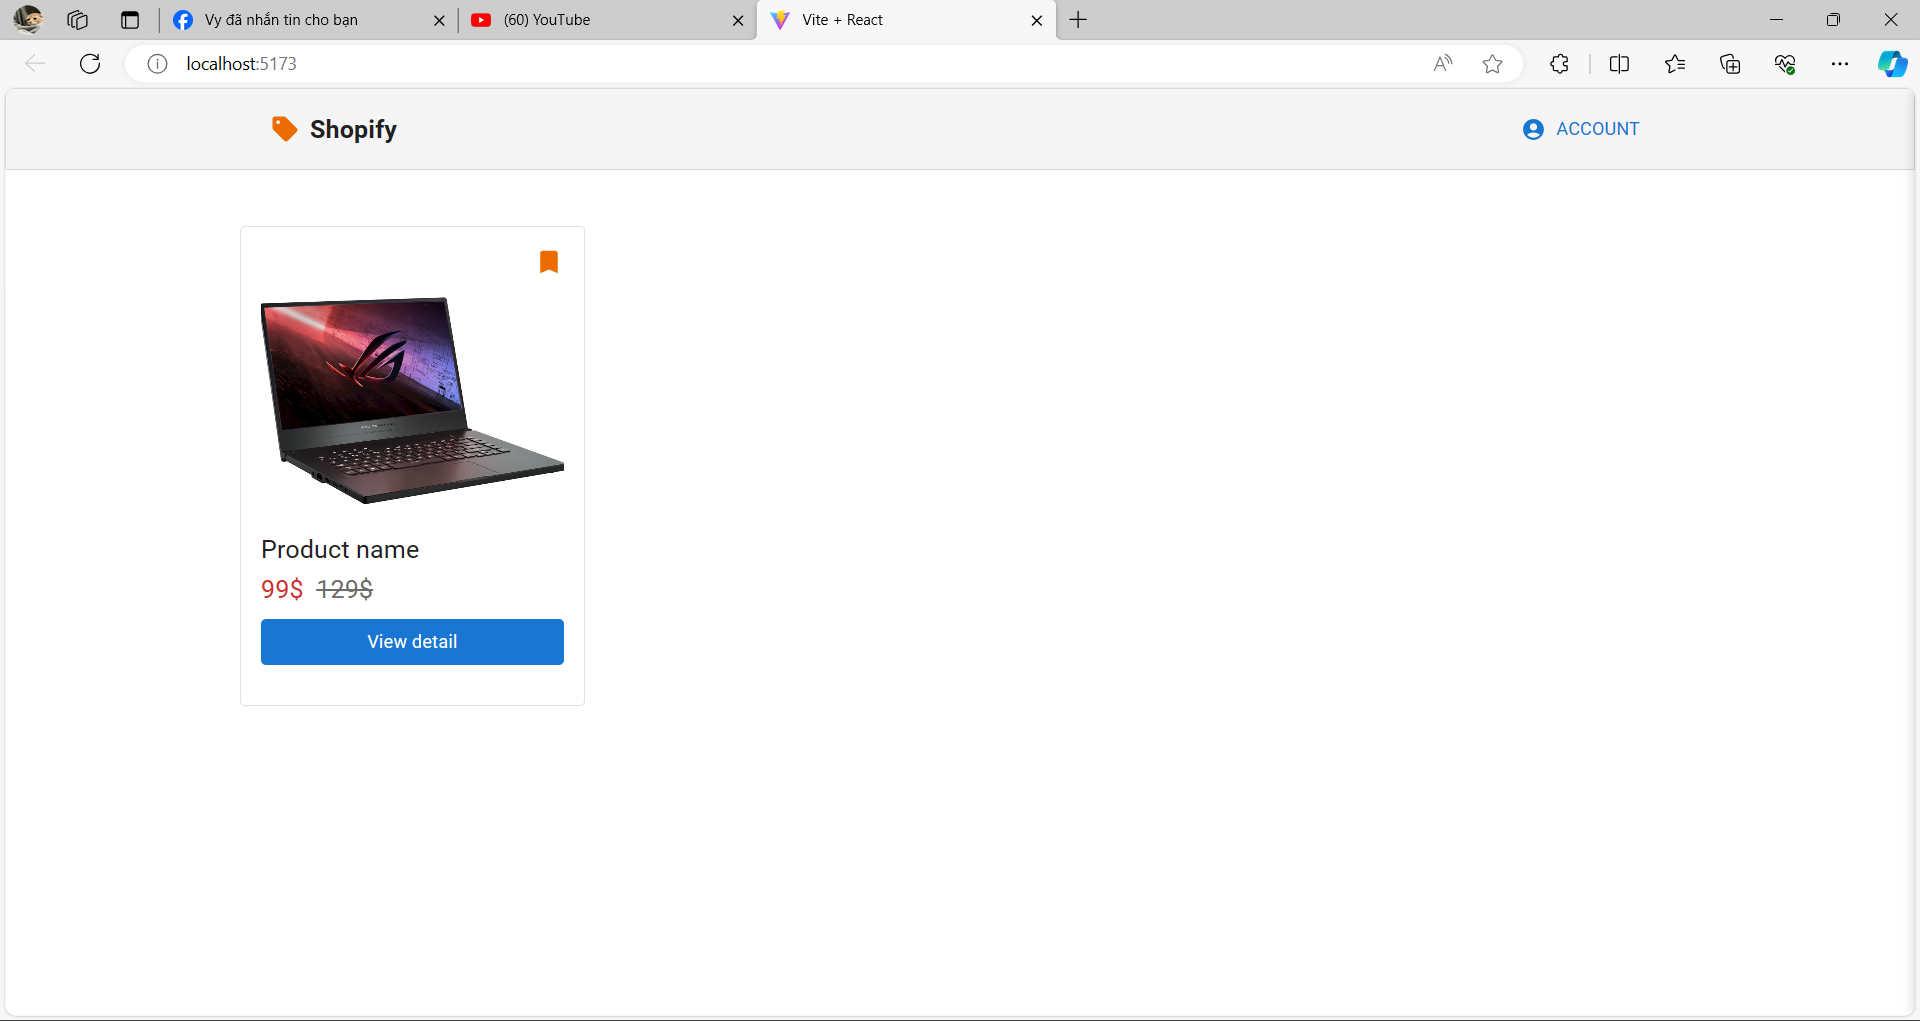 Vy đã nhắn tin cho bạn
(60) YouTube
Vite + React
localhost:5173
Shopify
ACCOUNT
Product name
99$ 129$
View detail